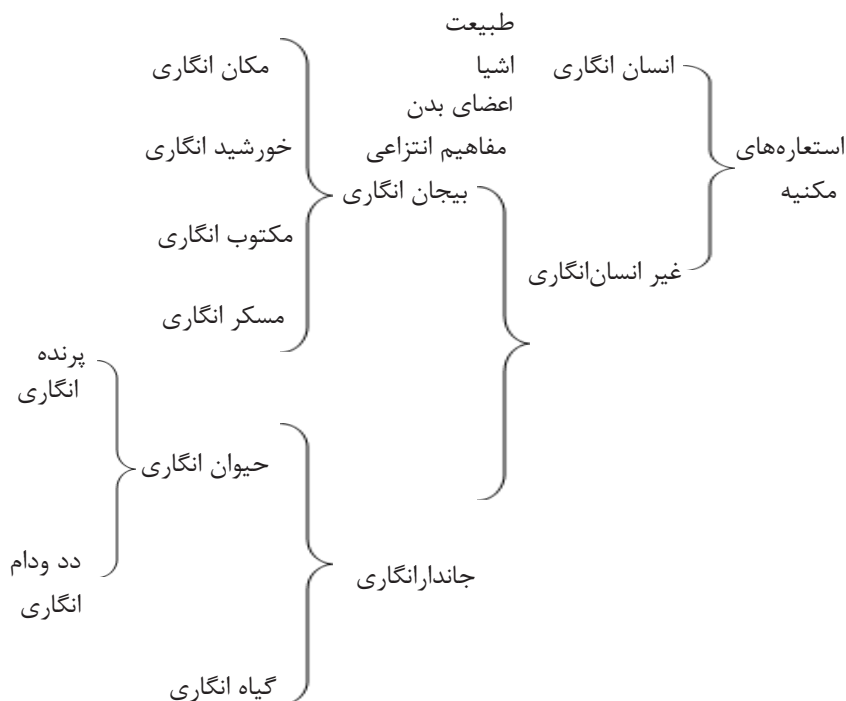 استعاره‌های
مکنیه
انسان انگاری
طبیعت
اشیا
اعضای بدن
مفاهیم انتزاعی
غیر انسان‌انگاری
بیجان انگاری
مکان انگاری
خورشید انگاری
مکتوب انگاری
مسکر انگاری
جاندارانگاری
حیوان انگاری
پرنده
انگاری
دد ودام
انگاری
گیاه انگاری